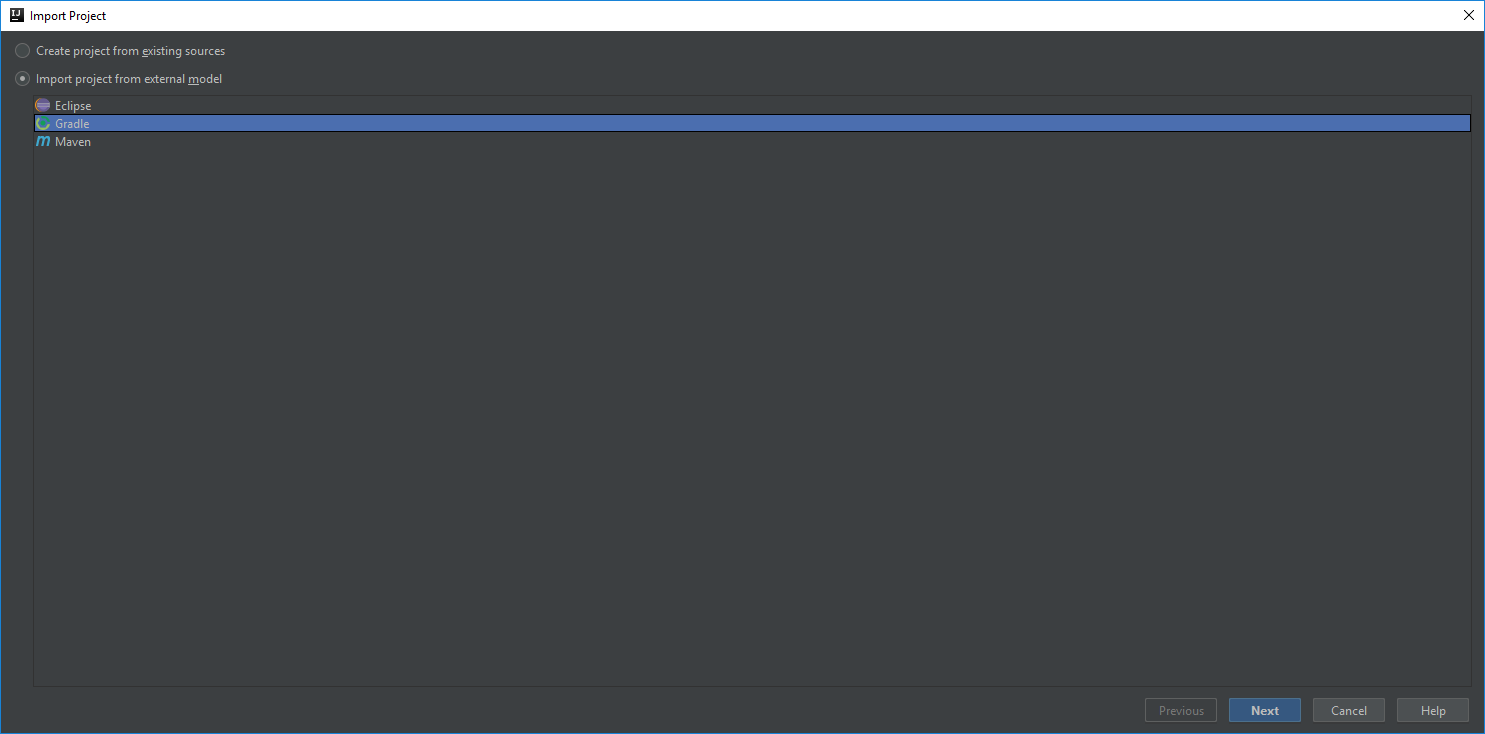 IJ Import Project
Create project from existing sources
Import project from external model
Eclipse
Gradle
m Maven
Previous Next Cancel Help